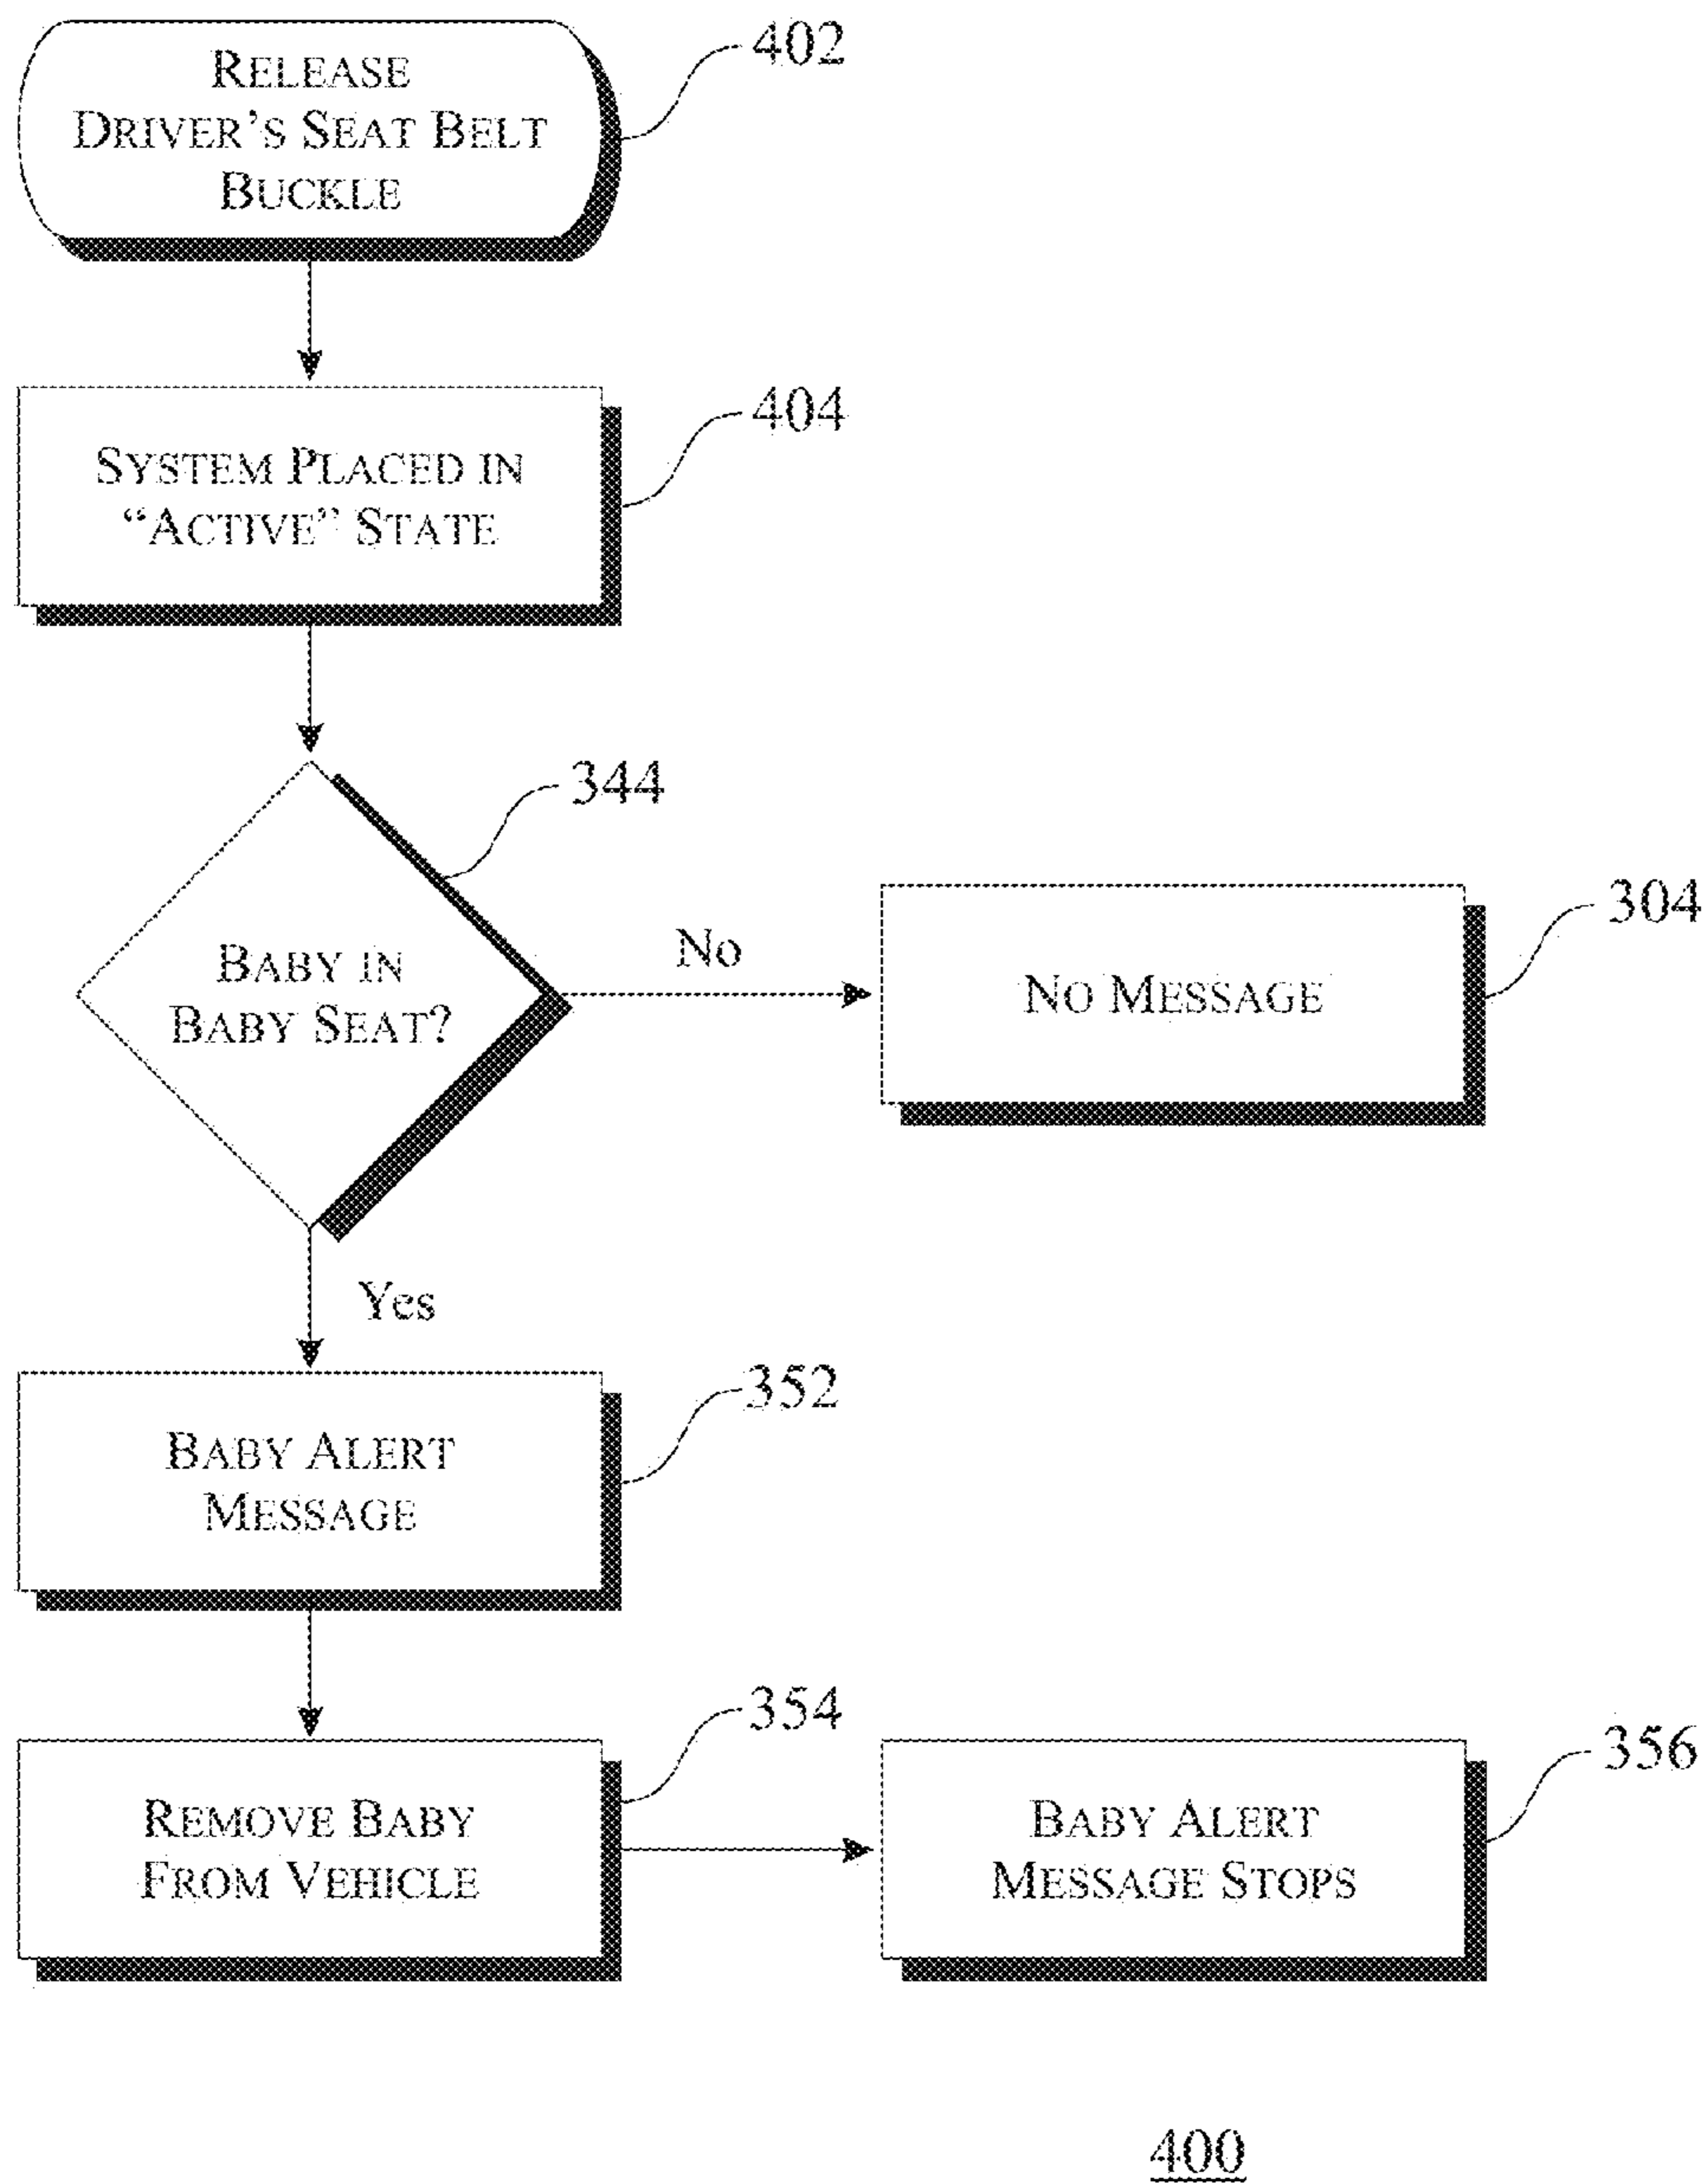 RELEASE
DRIVER'S SEAT BELT
BUCKLE
402
SYSTEM PLACED IN
“ACTIVE” STATE
404
344
BABY IN
BABY SEAT?
No
NO MESSAGE
304
Yes
BABY ALERT
MESSAGE
352
REMOVE BABY
FROM VEHICLE
354
BABY ALERT
MESSAGE STOPS
356
400